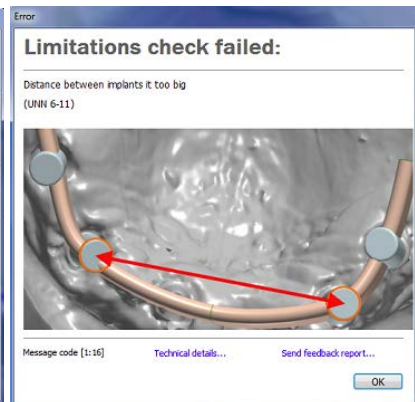 Error
Limitations check failed:
Distance between implants it too big
(UNN 6-11)
Message code [1:16] Technical details... Send feedback report...
OK